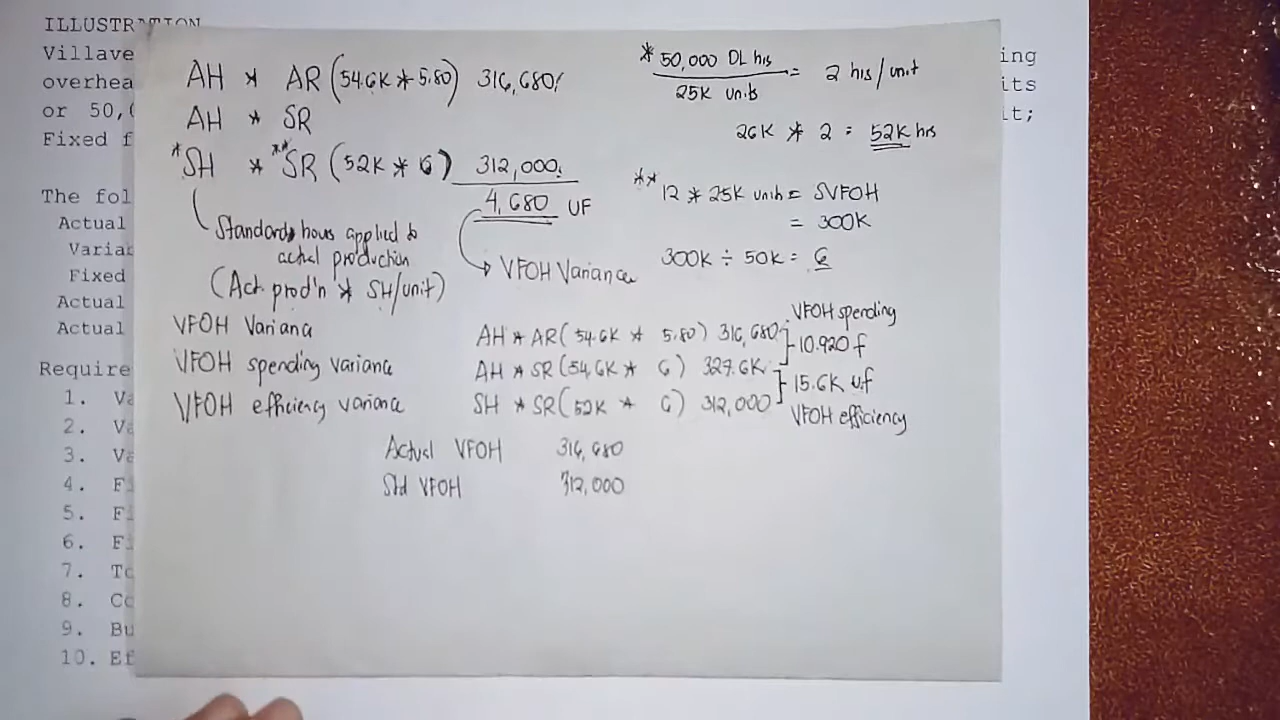 ILLUSTRATION
Villave
overhea
or 50,0
Fixed f
ing
its
t;
The fol
Actual
Varia
Fixed
Actual
Actual
Require
1. Va
2. Va
3. Va
4. Fi
5. Fi
6. Fi
7. To
8. Co
9. Bu
10. Ef
AH * AR (54.6K * 5.80) 316,680
AH * SR
*SH * **SR (52K * 6) 312,000
4,680 UF
Standard hours applied to
actual production
(Act. prod'n * SH/unit)
VFOH Variance
* 50,000 DL hrs = 2 hrs/unit
25K units
26K * 2 = 52K hrs
** 12 * 25K units = SVFOH
= 300K
300K ÷ 50K = 6
VFOH Variance
VFOH spending variance
VFOH efficiency variance
AH * AR (54.6K * 5.80) 316,680
AH * SR (54.6K * 6) 327.6K
SH * SR (52K * 6) 312,000
VFOH spending
10.920 f
15.6K uf
VFOH efficiency
Actual VFOH 316,680
Std VFOH 312,000